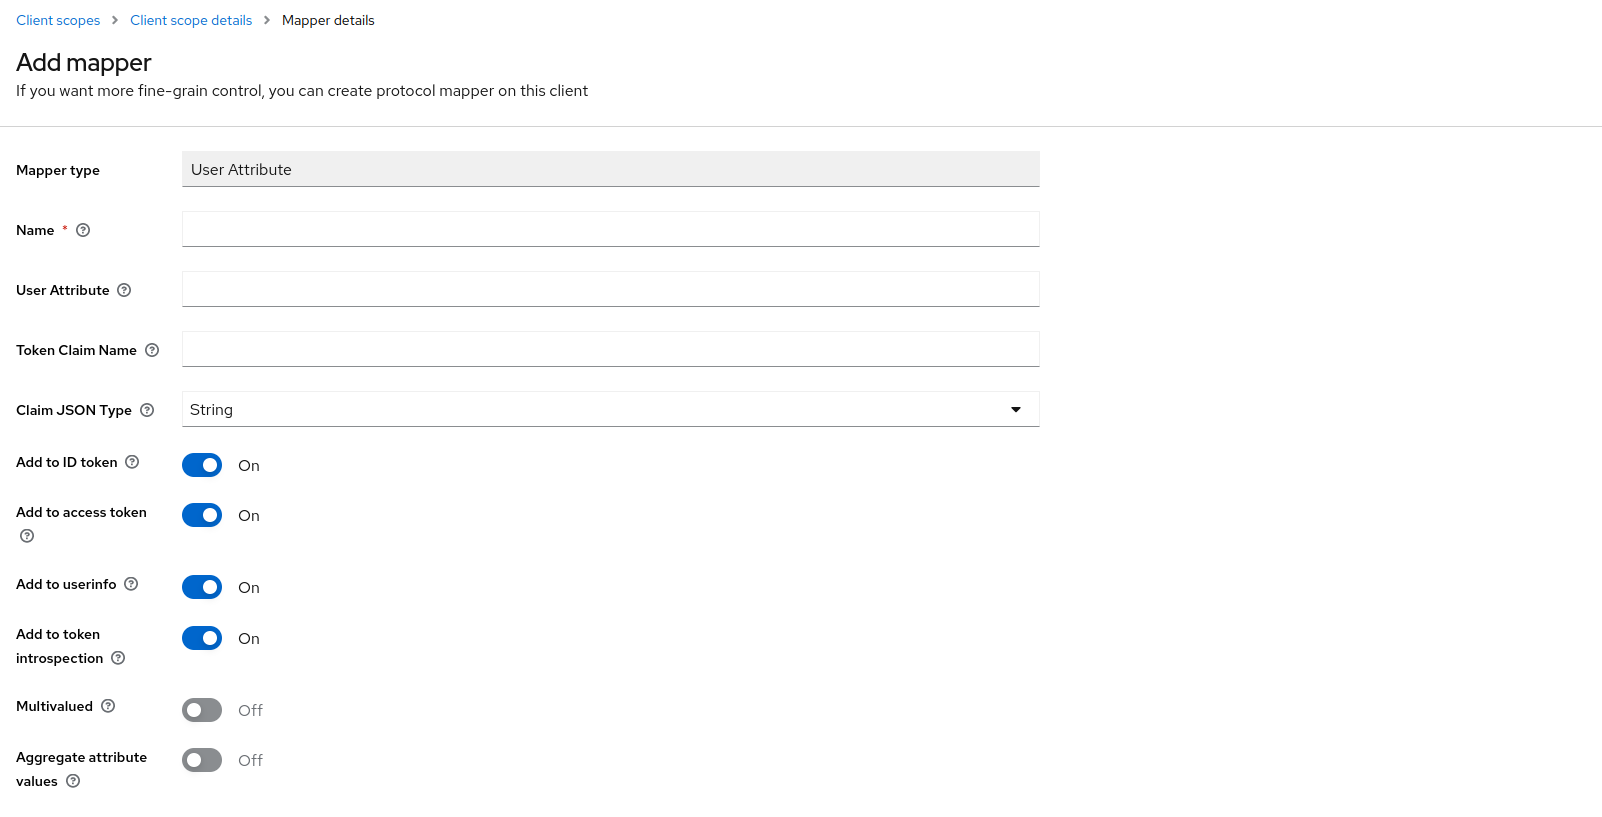 Client scopes > Client scope details > Mapper details
Add mapper
If you want more fine-grain control, you can create protocol mapper on this client
Mapper type User Attribute
Name *
User Attribute
Token Claim Name
Claim JSON Type String
Add to ID token On
Add to access token On
Add to userinfo On
Add to token
introspection On
Multivalued Off
Aggregate attribute
values Off